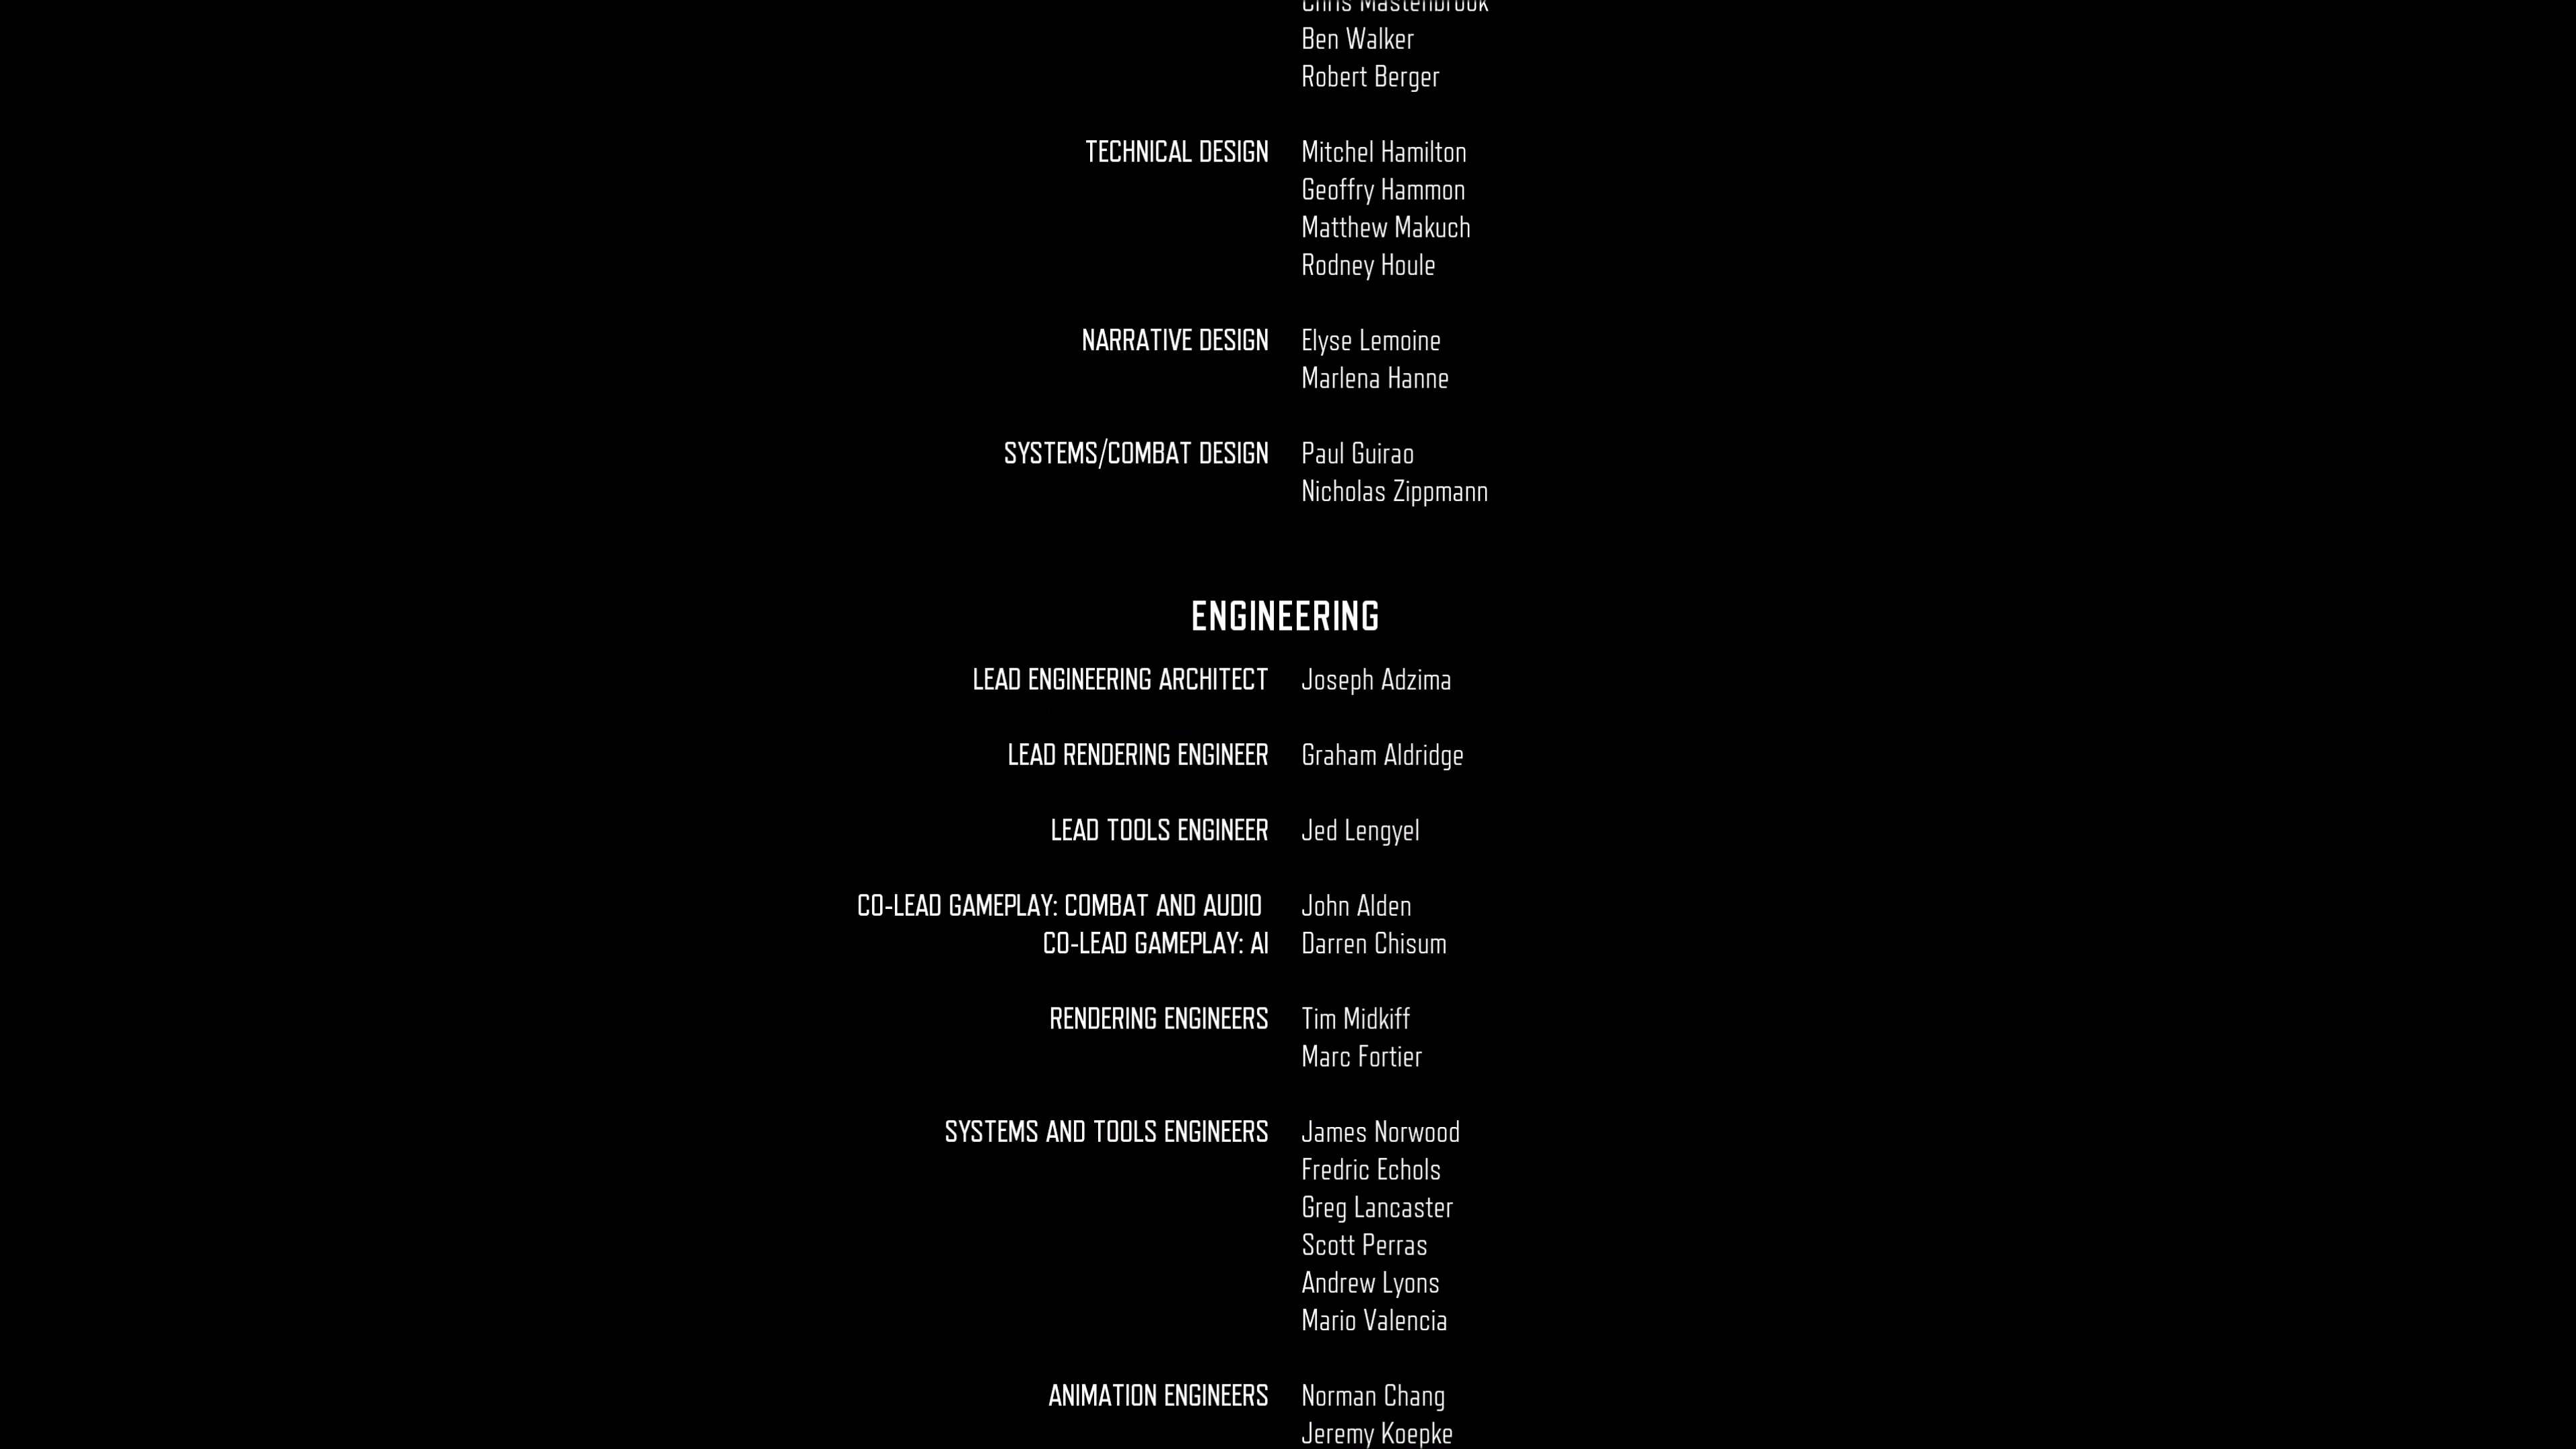 Chris Mastenbrook
Ben Walker
Robert Berger
TECHNICAL DESIGN Mitchel Hamilton
Geoffry Hammon
Matthew Makuch
Rodney Houle
NARRATIVE DESIGN Elyse Lemoine
Marlena Hanne
SYSTEMS/COMBAT DESIGN Paul Guirao
Nicholas Zippmann
ENGINEERING
LEAD ENGINEERING ARCHITECT Joseph Adzima
LEAD RENDERING ENGINEER Graham Aldridge
LEAD TOOLS ENGINEER Jed Lengyel
CO-LEAD GAMEPLAY: COMBAT AND AUDIO John Alden
CO-LEAD GAMEPLAY: AI Darren Chisum
RENDERING ENGINEERS Tim Midkiff
Marc Fortier
SYSTEMS AND TOOLS ENGINEERS James Norwood
Fredric Echols
Greg Lancaster
Scott Perras
Andrew Lyons
Mario Valencia
ANIMATION ENGINEERS Norman Chang
Jeremy Koepke